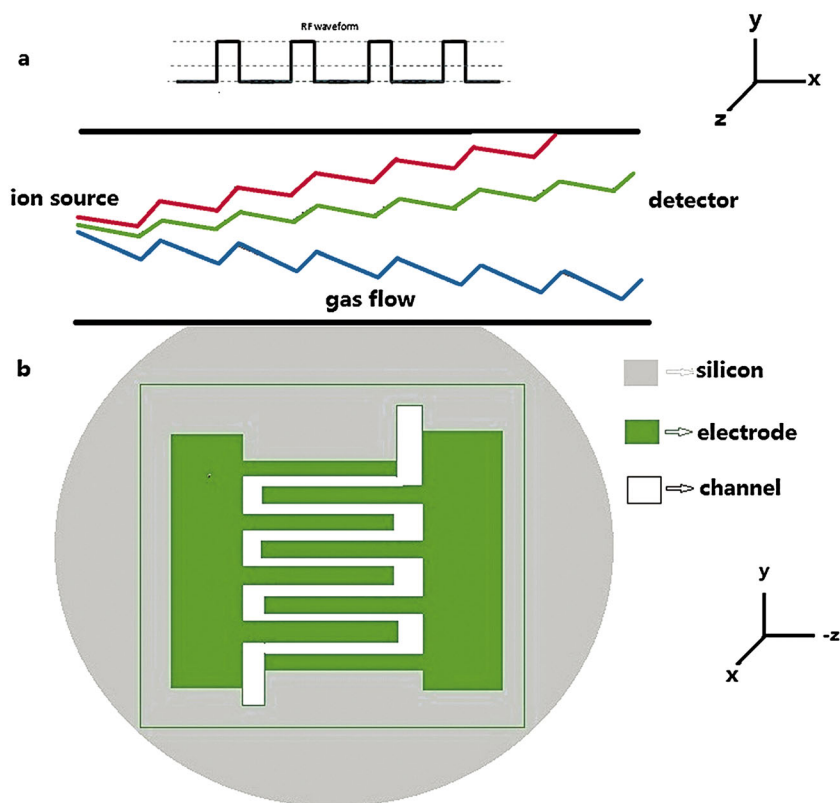 RF waveform
a
y
x
z
ion source
detector
gas flow
b
silicon
electrode
channel
y
-z
x